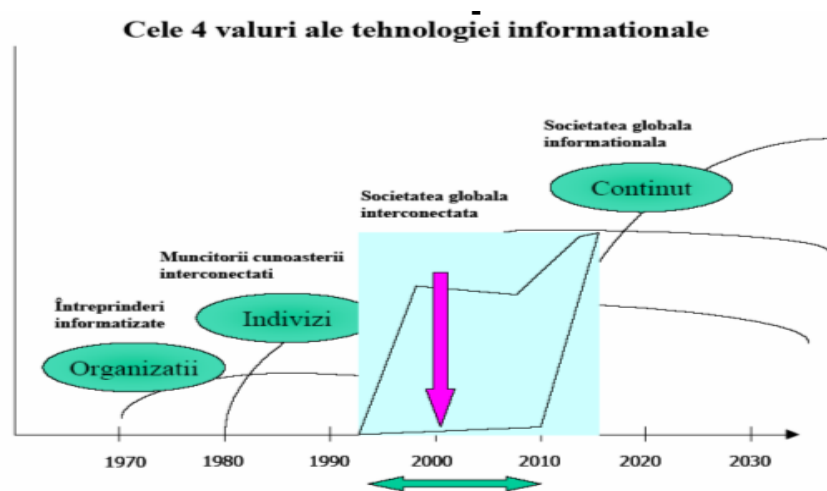 Cele 4 valuri ale tehnologiei informationale
Societatea globala
informationala
Continut
Societatea globala
interconectata
Muncitorii cunoasterii
interconectati
Indivizi
Întreprinderi
informatizate
Organizatii
1970 1980 1990 2000 2010 2020 2030